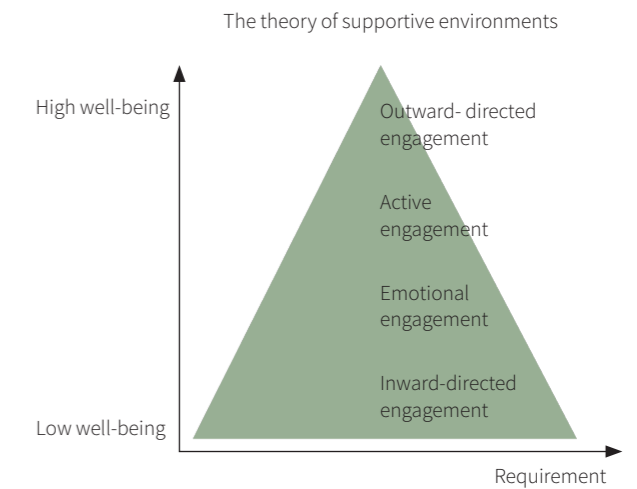 The theory of supportive environments
High well-being
Outward- directed
engagement
Active
engagement
Emotional
engagement
Inward-directed
engagement
Low well-being
Requirement